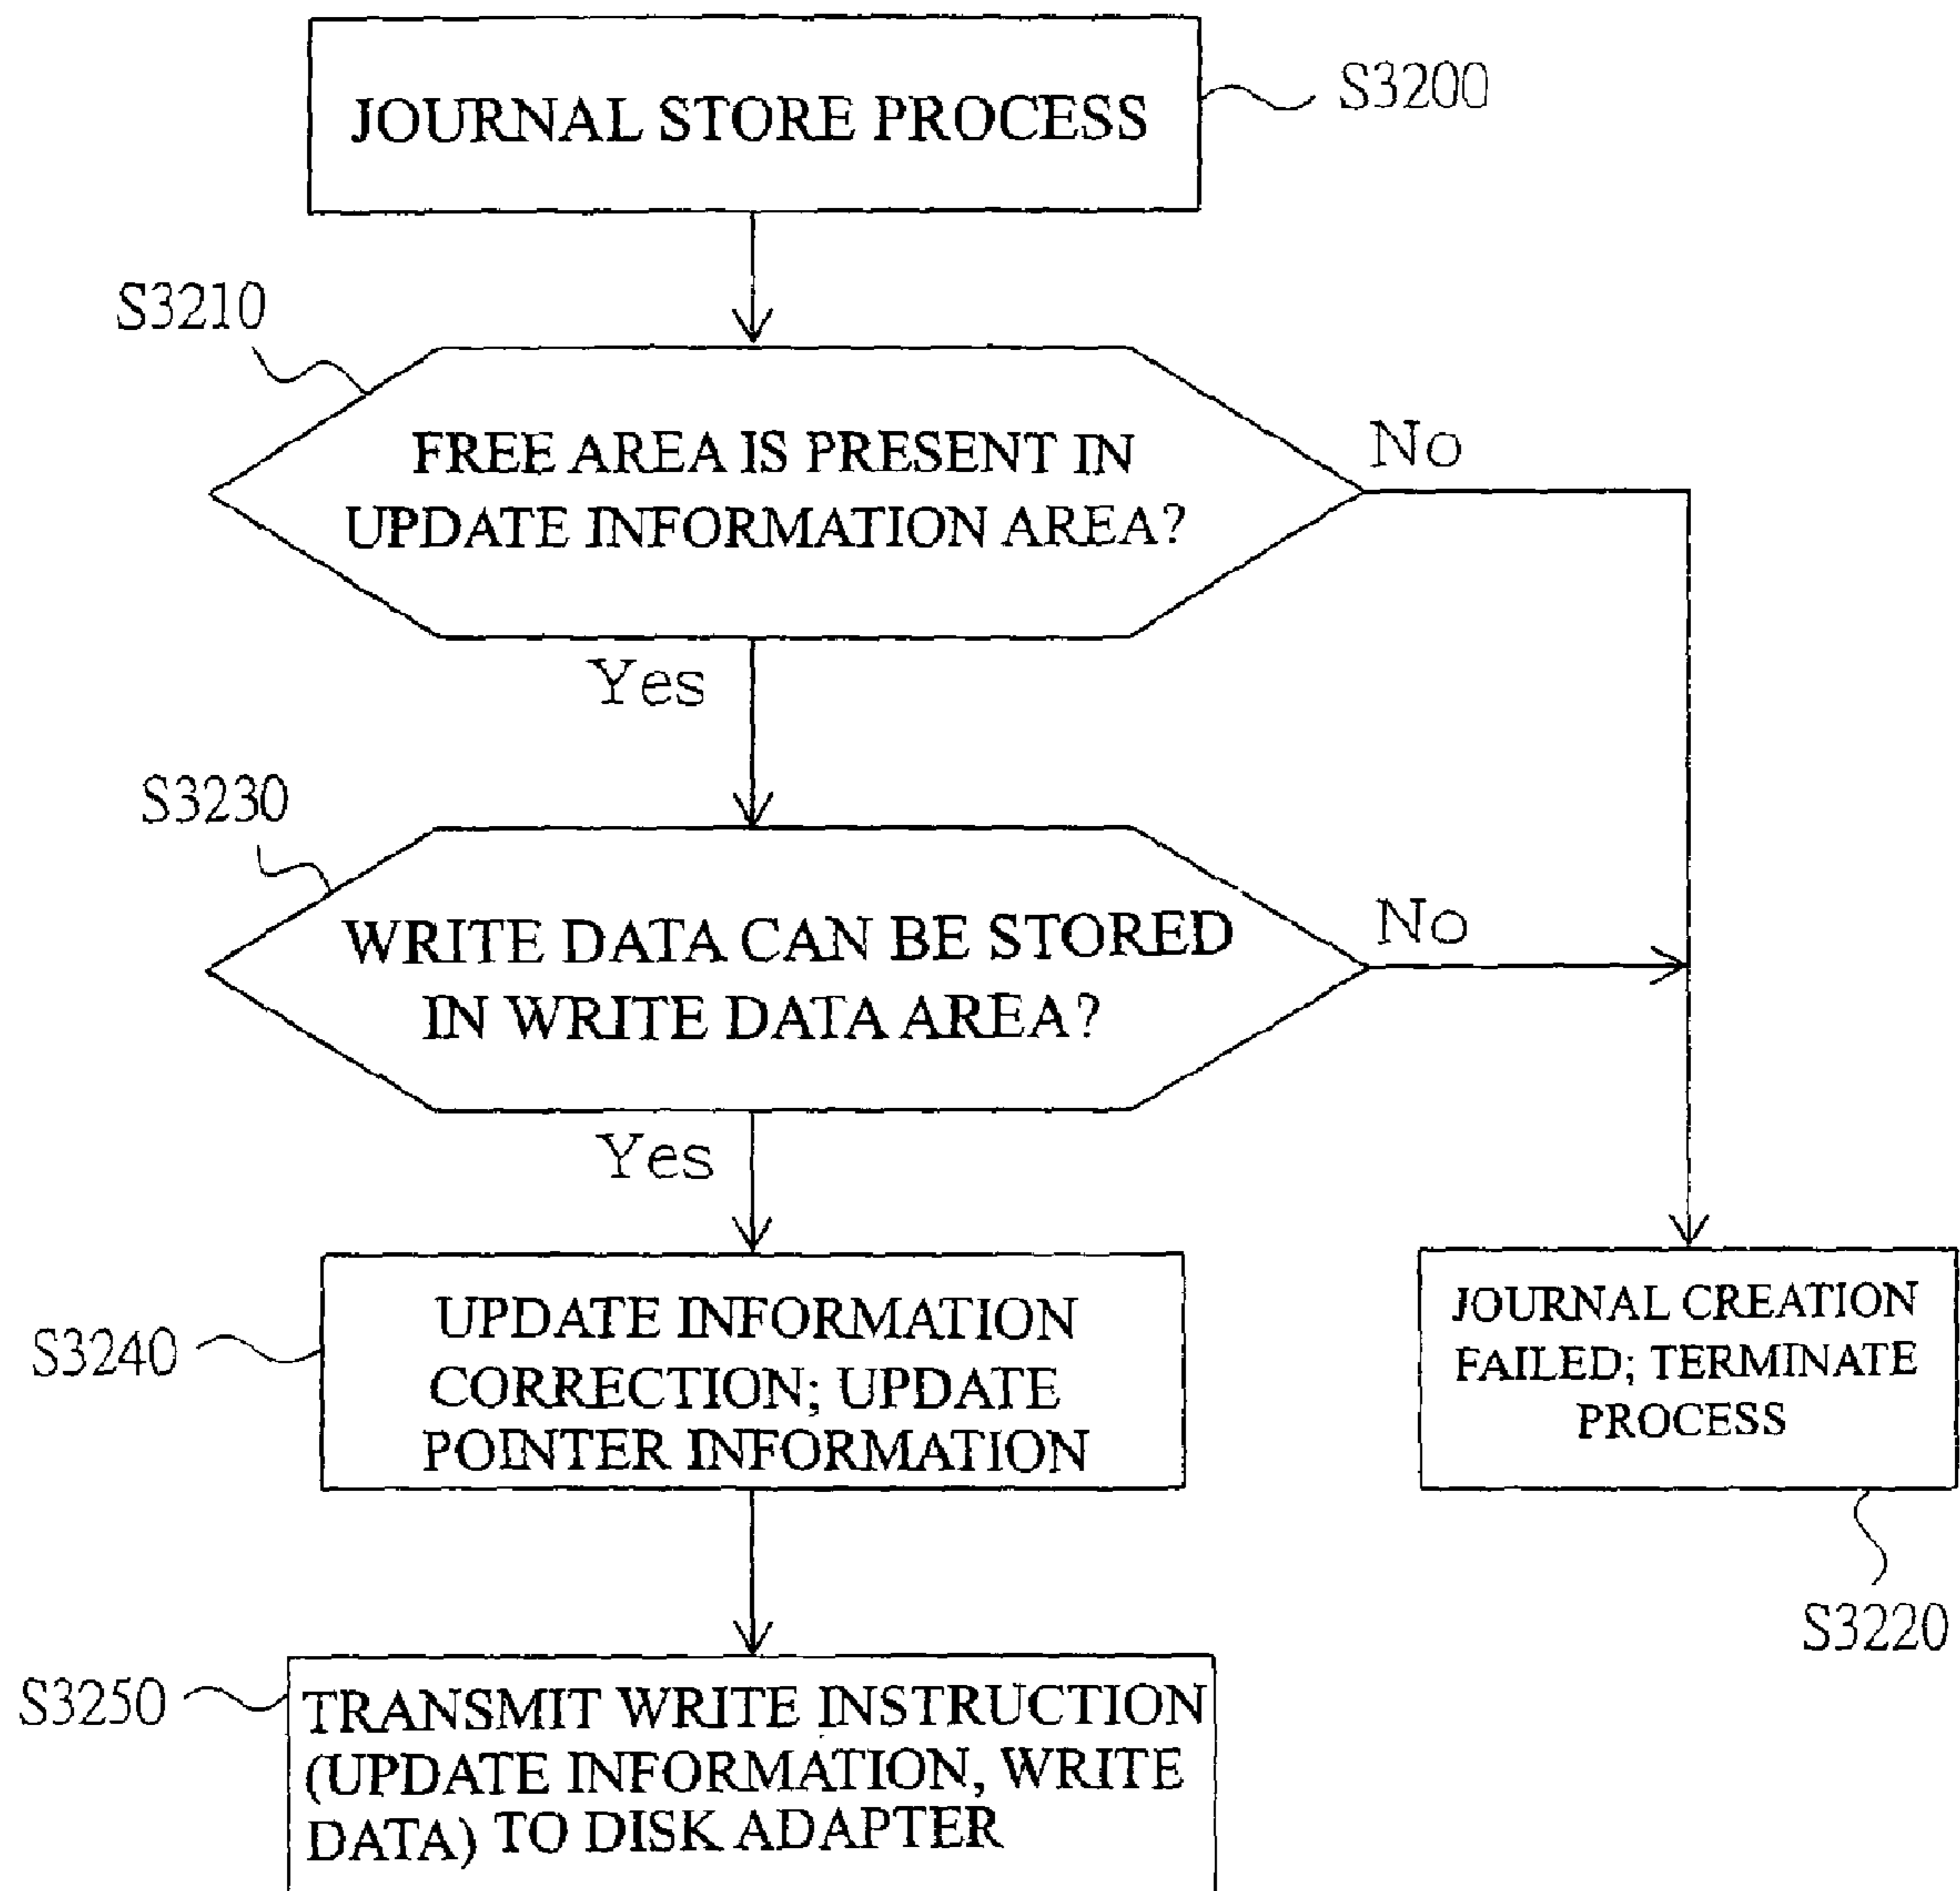 JOURNAL STORE PROCESS
S3200
S3210
FREE AREA IS PRESENT IN
UPDATE INFORMATION AREA?
No
Yes
S3230
WRITE DATA CAN BE STORED
IN WRITE DATA AREA?
No
Yes
S3240
UPDATE INFORMATION
CORRECTION; UPDATE
POINTER INFORMATION
JOURNAL CREATION
FAILED; TERMINATE
PROCESS
S3220
S3250
TRANSMIT WRITE INSTRUCTION
(UPDATE INFORMATION, WRITE
DATA) TO DISK ADAPTER